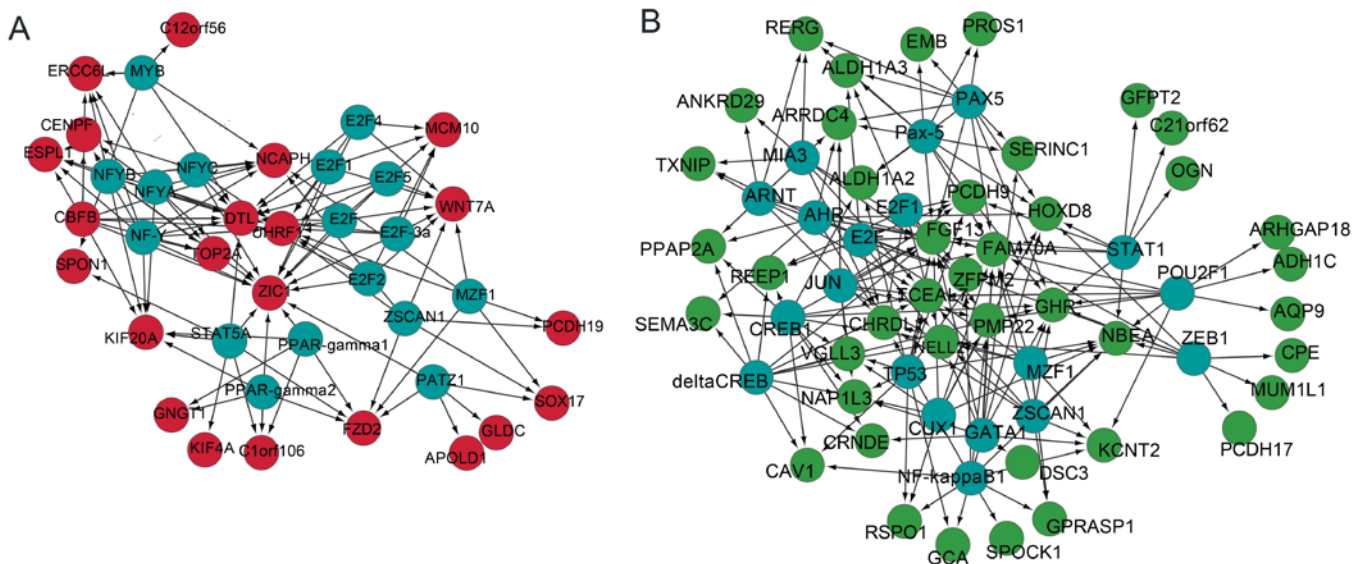 A
C12orf56
ERCC6L
MYB
E2F4
CENPF
MCM10
ESPL1
NFYC
NCAPH
E2F1
NFYB
NFYA
E2F5
CBFB
DTL
UHRF1
E2F
WNT7A
NF-Y
E2F-3a
TOP2A
SPON1
E2F2
ZIC1
MZF1
KIF20A
STAT5A
ZSCAN1
PCDH19
PPAR-gamma1
PPAR-gamma2
PATZ1
SOX17
GNGT1
FZD2
GLDC
KIF4A
C1orf106
APOLD1
B
RERG
PROS1
EMB
ALDH1A3
ANKRD29
PAX5
GFPT2
ARRDC4
Pax-5
C21orf62
MIA3
SERINC1
TXNIP
OGN
ALDH1A2
PCDH9
ARNT
E2F1
HOXD8
AHR
FGF13
ARHGAP18
PPAP2A
E2F
FAM70A
STAT1
REEP1
ZFPM2
POU2F1
ADH1C
JUN
TCEAL7
GHR
SEMA3C
CREB1
CHRDL
PMP22
NBEA
AQP9
VGLL3
NELL2
ZEB1
deltaCREB
TP53
MZF1
CPE
NAP1L3
MUM1L1
CUX1
ZSCAN1
CRNDE
GATA1
KCNT2
PCDH17
CAV1
NF-kappaB1
DSC3
RSPO1
GPRASP1
GCA
SPOCK1